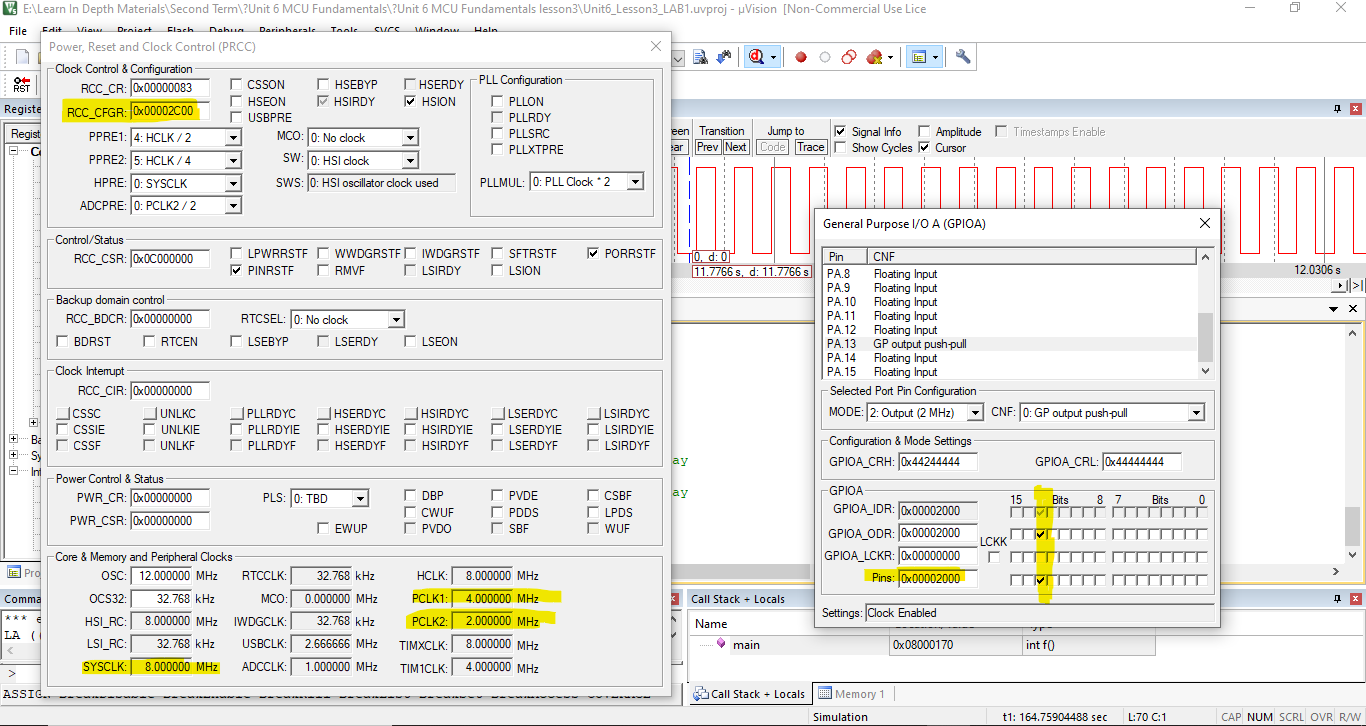 E:\Learn In Depth Materials\Second Term\?Unit 6 MCU Fundamentals\?Unit 6 MCU Fundamentals lesson3\Unit6_Lesson3_LAB1.uvproj - µVision [Non-Commercial Use Lice
File Edit View Project Flash Debug Peripherals Tools SVCS Window Help
Power, Reset and Clock Control (PRCC)
Clock Control & Configuration
RCC_CR: 0x00000083 CSSON HSEBYP HSERDY
RCC_CFGR: 0x00002C00 HSEON HSIRDY HSION
USBPRE
PPRE1: 4: HCLK / 2 MCO: 0: No clock
PPRE2: 5: HCLK / 4 SW: 0: HSI clock
HPRE: 0: SYSCLK SWS: 0: HSI oscillator clock used
ADCPRE: 0: PCLK2 / 2
PLL Configuration
PLLON
PLLRDY
PLLSRC
PLLXTPRE
PLLMUL: 0: PLL Clock * 2
Control/Status
RCC_CSR: 0x0C000000 LPWRRSTF WWDGRSTF IWDGRSTF SFTRSTF PORRSTF
PINRSTF RMVF LSIRDY LSION
Backup domain control
RCC_BDCR: 0x00000000 RTCSEL: 0: No clock
BDRST RTCEN LSEBYP LSERDY LSEON
Clock Interrupt
RCC_CIR: 0x00000000
CSSC UNLKC PLLRDYC HSERDYC HSIRDYC LSERDYC LSIRDYC
CSSIE UNLKIE PLLRDYIE HSERDYIE HSIRDYIE LSERDYIE LSIRDYIE
CSSF UNLKF PLLRDYF HSERDYF HSIRDYF LSERDYF LSIRDYF
Power Control & Status
PWR_CR: 0x00000000 PLS: 0: TBD DBP PVDE CSBF
CWUF PDDS LPDS
PWR_CSR: 0x00000000 EWUP PVDO SBF WUF
Core & Memory and Peripheral Clocks
OSC: 12.000000 MHz RTCCLK: 32.768 kHz HCLK: 8.000000 MHz
OCS32: 32.768 kHz MCO: 0.000000 MHz PCLK1: 4.000000 MHz
HSI_RC: 8.000000 MHz IWDGCLK: 32.768 kHz PCLK2: 2.000000 MHz
LSI_RC: 32.768 kHz USBCLK: 2.666666 MHz TIMXCLK: 8.000000 MHz
SYSCLK: 8.000000 MHz ADCCLK: 1.000000 MHz TIM1CLK: 4.000000 MHz
RST
Registe
Regist
Co
Ba
Sy
Int
Pro
Comma
*** e
LA ((
>
een Transition Jump to Signal Info Amplitude Timestamps Enable
ear Prev Next Code Trace Show Cycles Cursor
0, d: 0
11.7766 s, d: 11.7766 s 12.0306 s
ay
ay
General Purpose I/O A (GPIOA)
Pin CNF
PA.8 Floating Input
PA.9 Floating Input
PA.10 Floating Input
PA.11 Floating Input
PA.12 Floating Input
PA.13 GP output push-pull
PA.14 Floating Input
PA.15 Floating Input
Selected Port Pin Configuration
MODE: 2: Output (2 MHz) CNF: 0: GP output push-pull
Configuration & Mode Settings
GPIOA_CRH: 0x44244444 GPIOA_CRL: 0x44444444
GPIOA
15 Bits 8 7 Bits 0
GPIOA_IDR: 0x00002000
GPIOA_ODR: 0x00002000
GPIOA_LCKR: 0x00000000 LCKK
Pins: 0x00002000
Settings: Clock Enabled
Call Stack + Locals
Name Location/Value Type
main 0x08000170 int f()
Call Stack + Locals Memory 1
Simulation t1: 164.75904488 sec L:70 C:1 CAP NUM SCRL OVR R/W